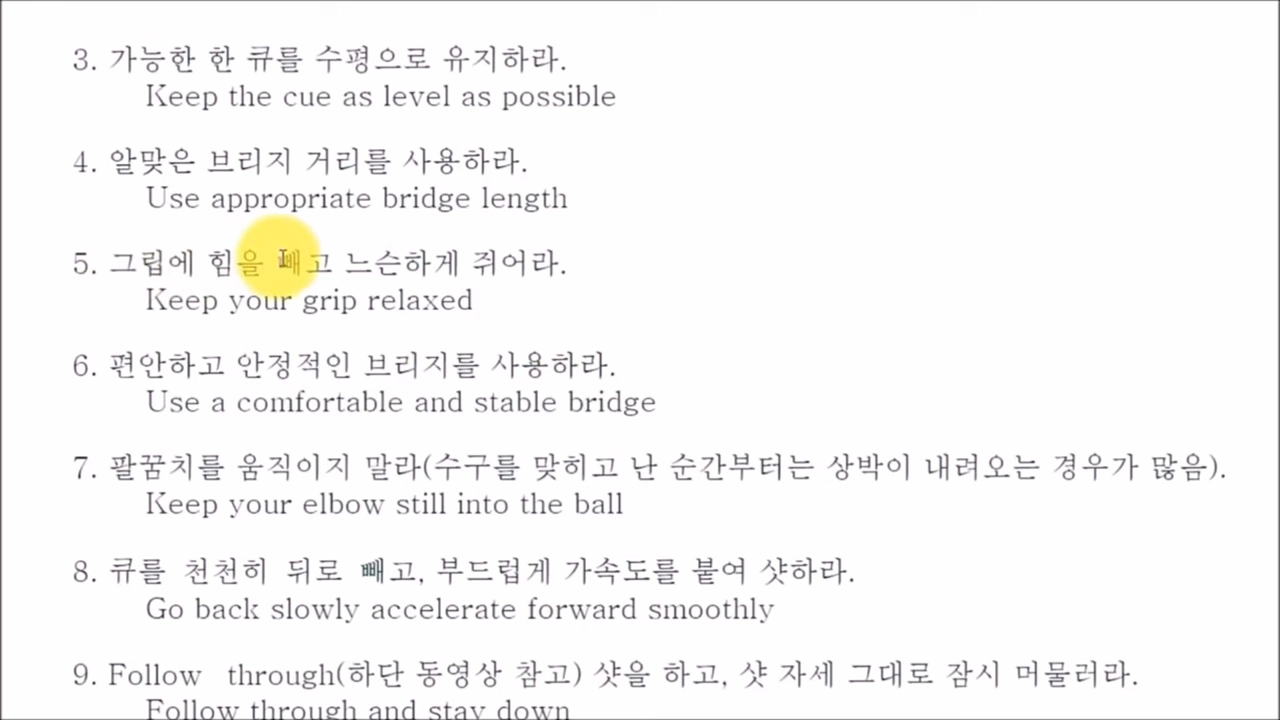 3. 가능한 한 큐를 수평으로 유지하라.
Keep the cue as level as possible
4. 알맞은 브리지 거리를 사용하라.
Use appropriate bridge length
5. 그립에 힘을 빼고 느슨하게 쥐어라.
Keep your grip relaxed
6. 편안하고 안정적인 브리지를 사용하라.
Use a comfortable and stable bridge
7. 팔꿈치를 움직이지 말라(수구를 맞히고 난 순간부터는 상박이 내려오는 경우가 많음).
Keep your elbow still into the ball
8. 큐를 천천히 뒤로 빼고, 부드럽게 가속도를 붙여 샷하라.
Go back slowly accelerate forward smoothly
9. Follow through(하단 동영상 참고) 샷을 하고, 샷 자세 그대로 잠시 머물러라.
Follow through and stay down